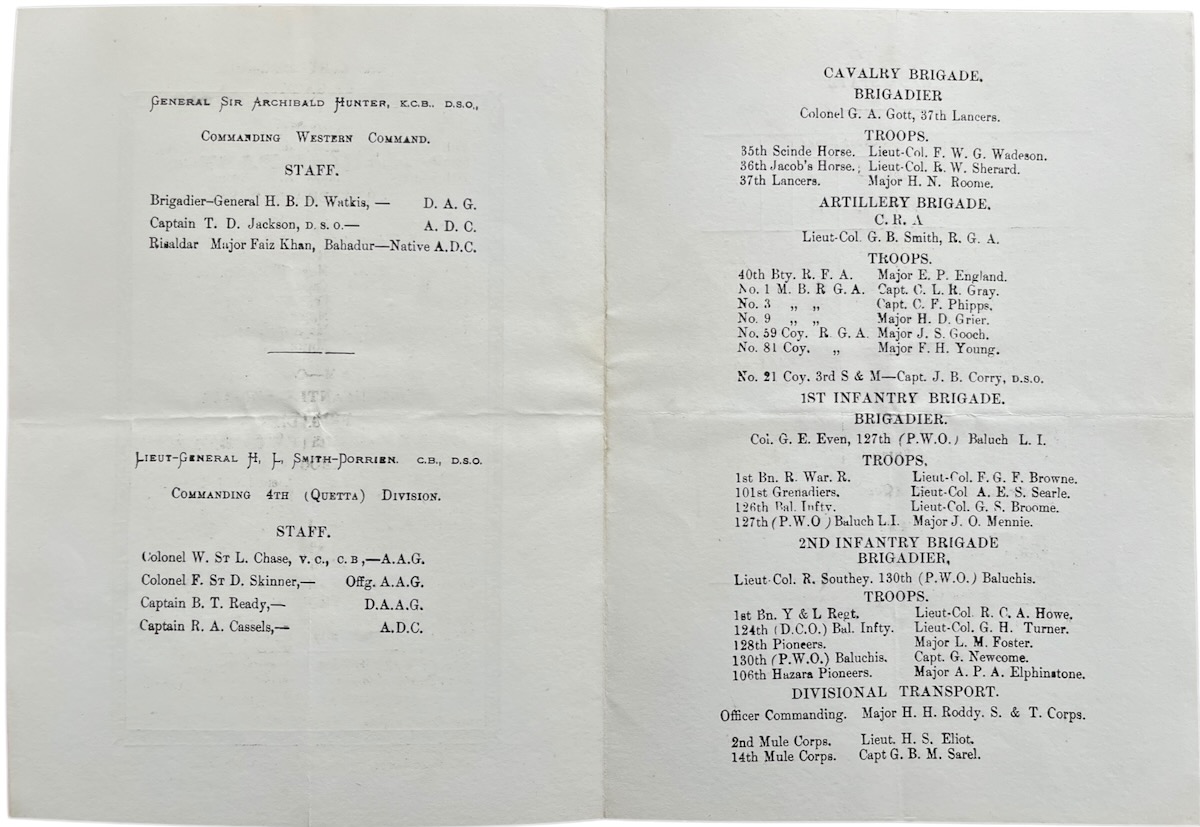 GENERAL SIR ARCHIBALD HUNTER, K.C.B.. D.S.O.,
COMMANDING WESTERN COMMAND.
STAFF.
Brigadier-General H. B. D. Watkis, — D. A. G.
Captain T. D. Jackson, D. S. O.— A. D. C.
Risaldar Major Faiz Khan, Bahadur—Native A.D.C.
LIEUT-GENERAL H, L, SMITH-DORRIEN. C.B., D.S.O.
COMMANDING 4TH (QUETTA) DIVISION.
STAFF.
Colonel W. ST L. Chase, V. C., C. B ,—A.A.G.
Colonel F. ST D. Skinner,— Offg. A.A.G.
Captain B. T. Ready,— D.A.A.G.
Captain R. A. Cassels,— A.D.C.
CAVALRY BRIGADE.
BRIGADIER
Colonel G. A. Gott, 37th Lancers.
TROOPS.
35th Scinde Horse. Lieut-Col. F. W. G. Wadeson.
36th Jacob's Horse.; Lieut-Col. R. W. Sherard.
37th Lancers. Major H. N. Roome.
ARTILLERY BRIGADE.
C. R. A
Lieut-Col. G. B. Smith, R. G. A.
TROOPS.
40th Bty. R. F. A. Major E. P. England.
No. 1 M. B. R G. A. Capt. C. L. R. Gray.
No. 3 „ „ Capt. C. F. Phipps.
No. 9 „ „ Major H. D. Grier.
No. 59 Coy. R. G. A. Major J. S. Gooch.
No. 81 Coy. „ Major F. H. Young.
No. 21 Coy. 3rd S & M—Capt. J. B. Corry, D.S.O.
1ST INFANTRY BRIGADE.
BRIGADIER.
Col. G. E. Even, 127th (P.W.O.) Baluch L. I.
TROOPS.
1st Bn. R. War. R. Lieut-Col. F. G. F. Browne.
101st Grenadiers. Lieut-Col A. E. S. Searle.
126th Bal. Infty. Lieut-Col. G. S. Broome.
127th (P.W.O ) Baluch L.I. Major J. O. Mennie.
2ND INFANTRY BRIGADE
BRIGADIER,
Lieut-Col. R. Southey. 130th (P.W.O.) Baluchis.
TROOPS.
1st Bn. Y & L Regt. Lieut-Col. R. C. A. Howe.
124th (D.C.O.) Bal. Infty. Lieut-Col. G. H. Turner.
128th Pioneers. Major L. M. Foster.
130th (P.W.O.) Baluchis. Capt. G. Newcome.
106th Hazara Pioneers. Major A. P. A. Elphinstone.
DIVISIONAL TRANSPORT.
Officer Commanding. Major H. H. Roddy. S. & T. Corps.
2nd Mule Corps. Lieut. H. S. Eliot.
14th Mule Corps. Capt G. B. M. Sarel.